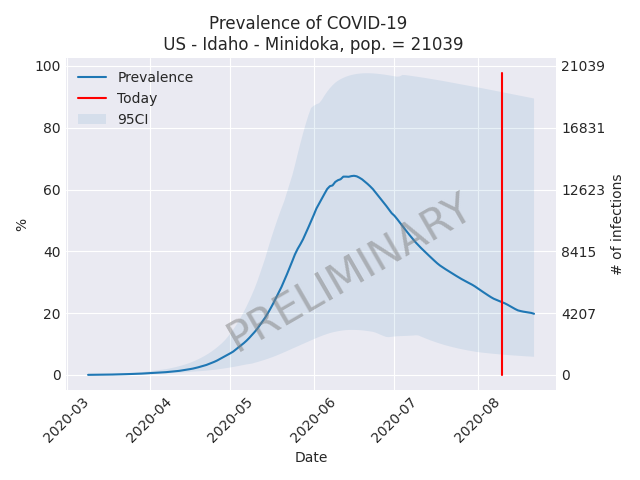 Prevalence of COVID-19
US - Idaho - Minidoka, pop. = 21039
Prevalence
Today
95CI
100
80
60
40
20
0
%
21039
16831
12623
8415
4207
0
# of infections
PRELIMINARY
2020-03
2020-04
2020-05
2020-06
2020-07
2020-08
Date